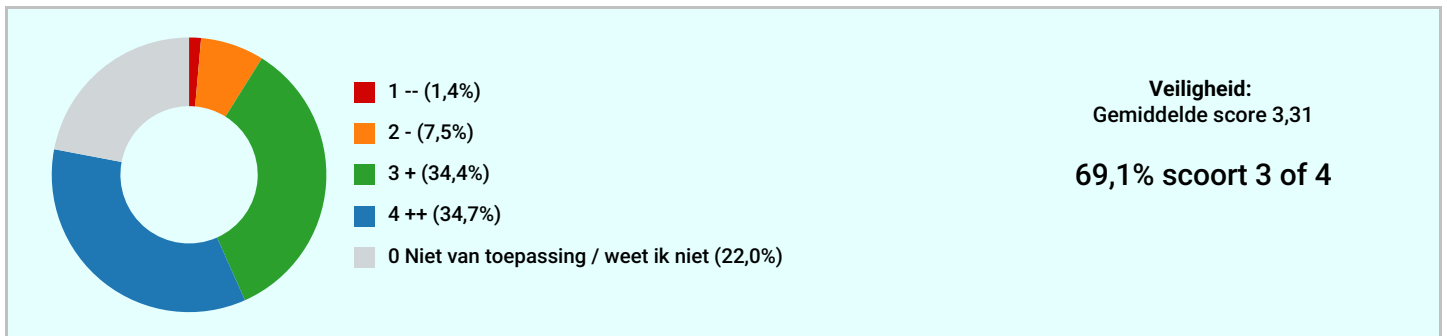 1 -- (1,4%)
2 - (7,5%)
3 + (34,4%)
4 ++ (34,7%)
0 Niet van toepassing / weet ik niet (22,0%)
Veiligheid:
Gemiddelde score 3,31
69,1% scoort 3 of 4